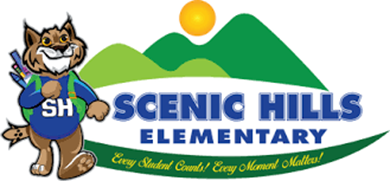 SH
SCENIC HILLS
ELEMENTARY
Every Student Counts! Every Moment Matters!